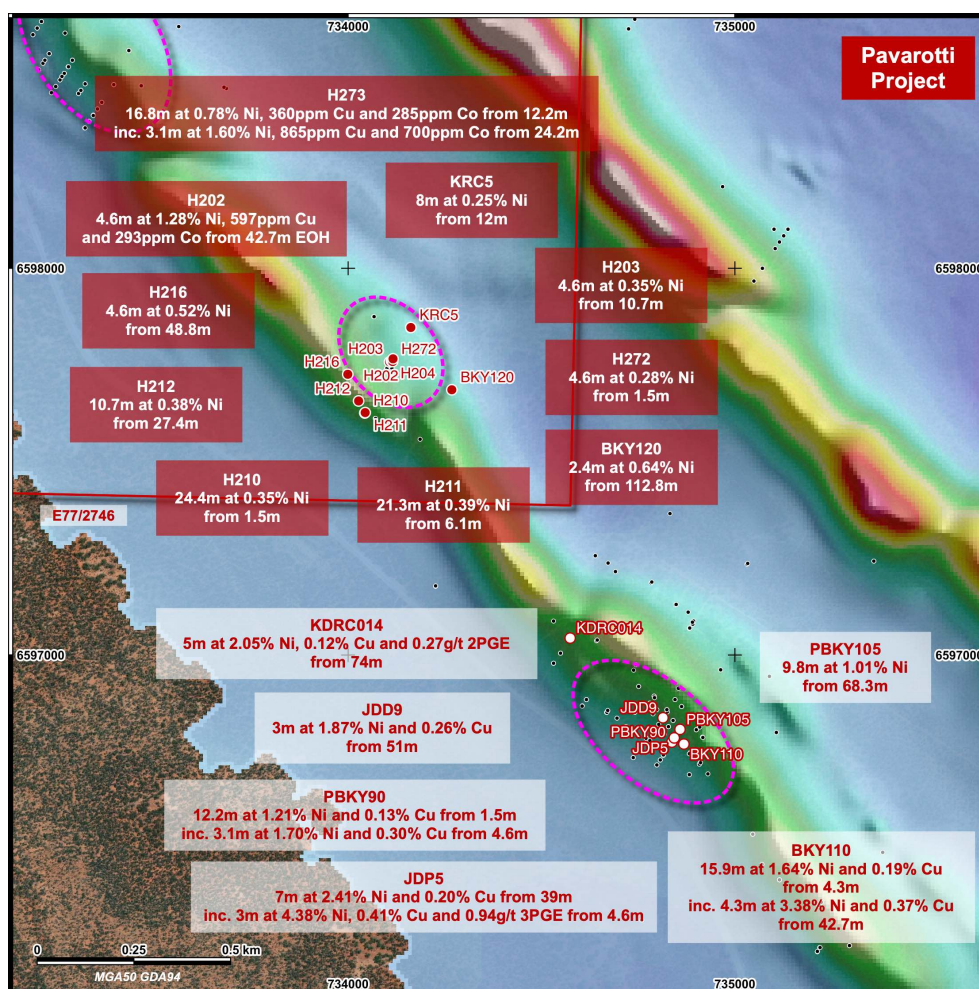 734000
735000
Pavarotti
Project
H273
16.8m at 0.78% Ni, 360ppm Cu and 285ppm Co from 12.2m
inc. 3.1m at 1.60% Ni, 865ppm Cu and 700ppm Co from 24.2m
KRC5
8m at 0.25% Ni
from 12m
H202
4.6m at 1.28% Ni, 597ppm Cu
and 293ppm Co from 42.7m EOH
6598000
6598000
H203
4.6m at 0.35% Ni
from 10.7m
H216
4.6m at 0.52% Ni
from 48.8m
KRC5
H203
H272
H216
H202
H204
BKY120
H212
H210
H211
H272
4.6m at 0.28% Ni
from 1.5m
H212
10.7m at 0.38% Ni
from 27.4m
BKY120
2.4m at 0.64% Ni
from 112.8m
H210
24.4m at 0.35% Ni
from 1.5m
H211
21.3m at 0.39% Ni
from 6.1m
E77/2746
KDRC014
5m at 2.05% Ni, 0.12% Cu and 0.27g/t 2PGE
from 74m
KDRC014
6597000
6597000
PBKY105
9.8m at 1.01% Ni
from 68.3m
JDD9
3m at 1.87% Ni and 0.26% Cu
from 51m
JDD9
PBKY105
PBKY90
JDP5
BKY110
PBKY90
12.2m at 1.21% Ni and 0.13% Cu from 1.5m
inc. 3.1m at 1.70% Ni and 0.30% Cu from 4.6m
JDP5
7m at 2.41% Ni and 0.20% Cu from 39m
inc. 3m at 4.38% Ni, 0.41% Cu and 0.94g/t 3PGE from 4.6m
BKY110
15.9m at 1.64% Ni and 0.19% Cu
from 4.3m
inc. 4.3m at 3.38% Ni and 0.37% Cu
from 42.7m
0
0.25
0.5 km
MGA50 GDA94
734000
735000